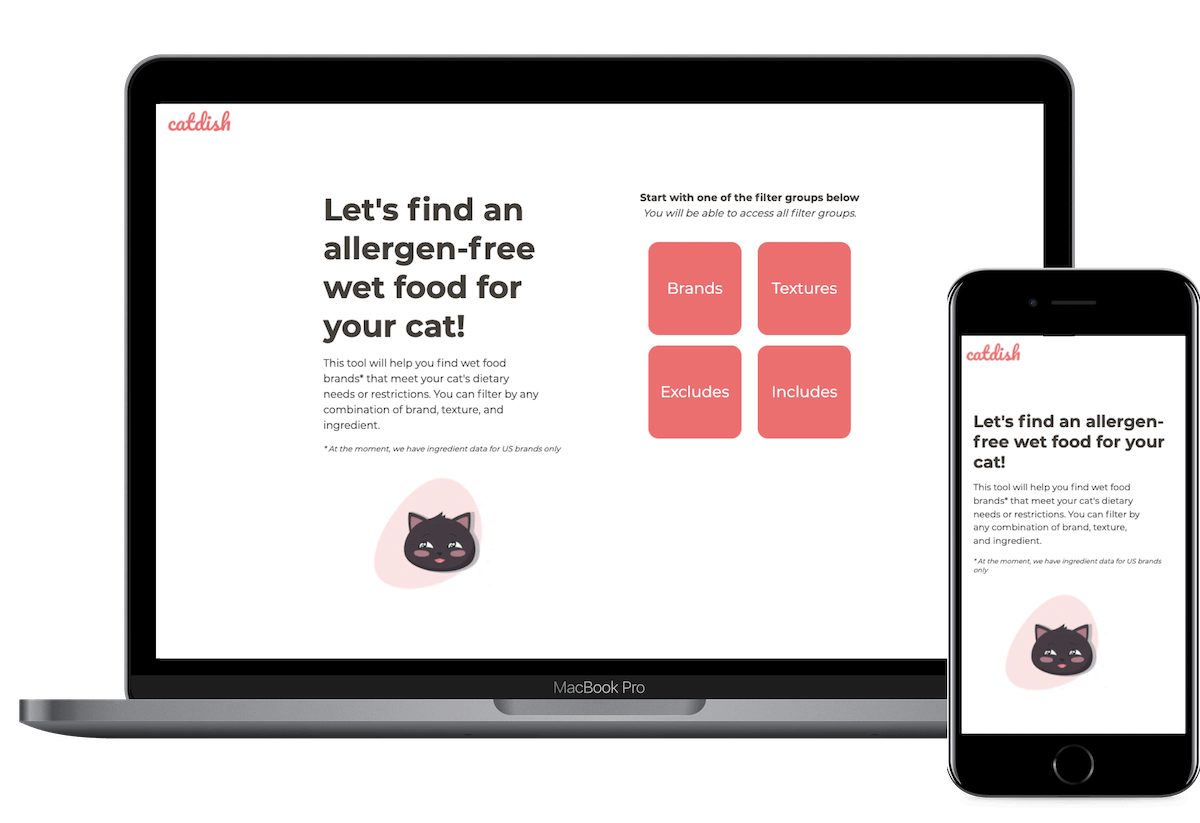 catdish
Let's find an
allergen-free
wet food for
your cat!
This tool will help you find wet food
brands* that meet your cat's dietary
needs or restrictions. You can filter by any
combination of brand, texture, and
ingredient.
* At the moment, we have ingredient data for US brands only
Start with one of the filter groups below
You will be able to access all filter groups.
Brands
Textures
Excludes
Includes
MacBook Pro
catdish
Let's find an allergen-
free wet food for your
cat!
This tool will help you find wet food
brands* that meet your cat's dietary
needs or restrictions. You can filter by
any combination of brand, texture,
and ingredient.
* At the moment, we have ingredient data for US brands
only